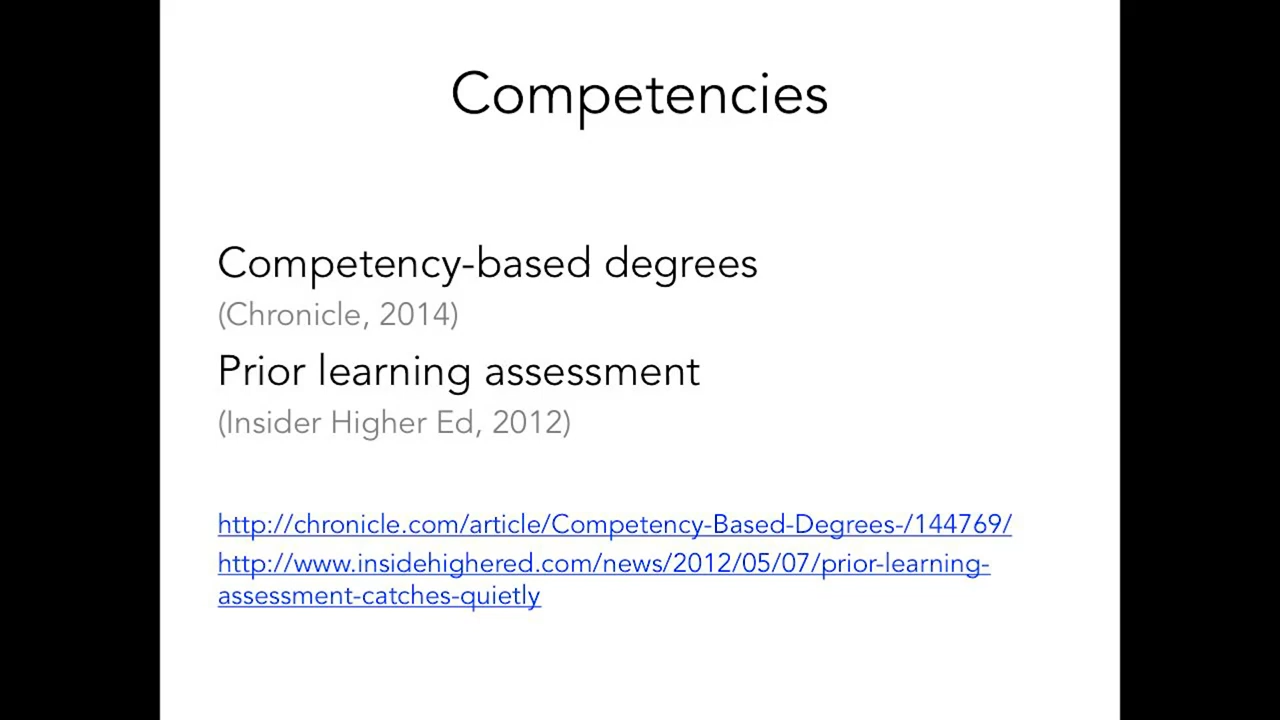 Competencies
Competency-based degrees
(Chronicle, 2014)
Prior learning assessment
(Insider Higher Ed, 2012)
http://chronicle.com/article/Competency-Based-Degrees-/144769/
http://www.insidehighered.com/news/2012/05/07/prior-learning-
assessment-catches-quietly